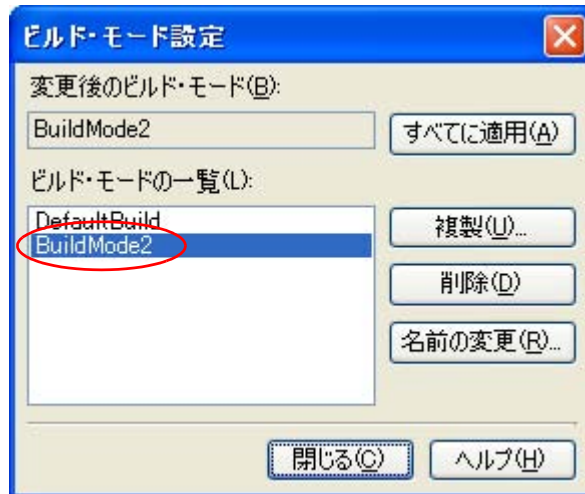 ビルド・モード設定
変更後のビルド・モード(B):
BuildMode2
すべてに適用(A)
ビルド・モードの一覧(L):
DefaultBuild
BuildMode2
複製(U)...
削除(D)
名前の変更(R)...
閉じる(C)
ヘルプ(H)